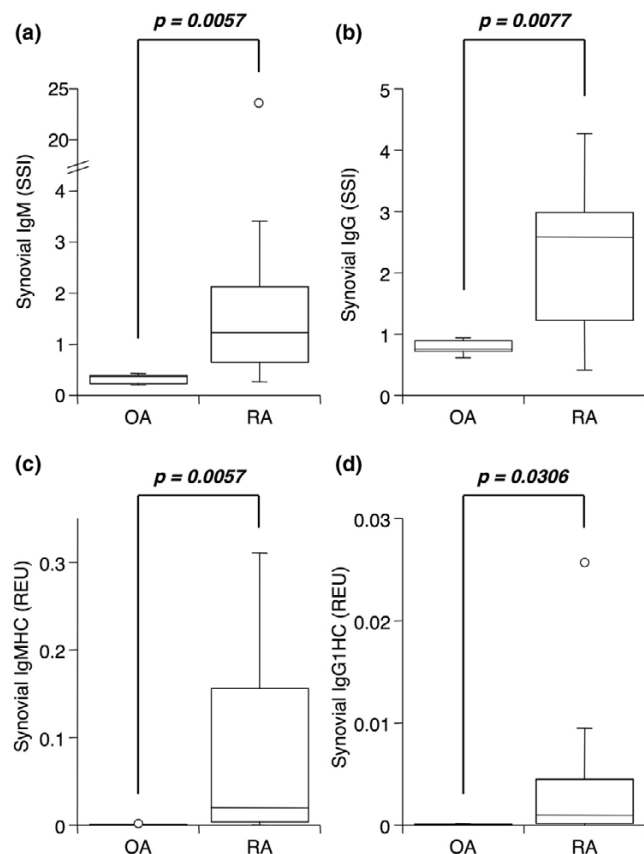 (a)
p = 0.0057
Synovial IgM (SSI)
25
20
4
3
2
1
0
OA
RA
(b)
p = 0.0077
Synovial IgG (SSI)
5
4
3
2
1
0
OA
RA
(c)
p = 0.0057
Synovial IgMHC (REU)
0.3
0.2
0.1
0
OA
RA
(d)
p = 0.0306
Synovial IgG1HC (REU)
0.03
0.02
0.01
0
OA
RA